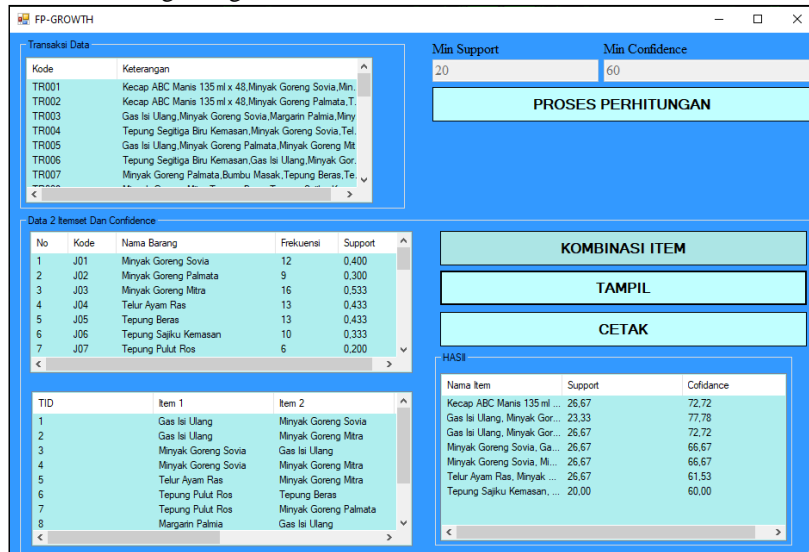 FP-GROWTH
Transaksi Data
Kode Keterangan
TR001 Kecap ABC Manis 135 ml x 48,Minyak Goreng Sovia,Min
TR002 Kecap ABC Manis 135 ml x 48,Minyak Goreng Palmata,T
TR003 Gas Isi Ulang,Minyak Goreng Sovia,Margarin Palmia,Miny
TR004 Tepung Segitiga Biru Kemasan,Minyak Goreng Sovia,Tel
TR005 Gas Isi Ulang,Minyak Goreng Palmata,Minyak Goreng Mit
TR006 Tepung Segitiga Biru Kemasan,Gas Isi Ulang,Minyak Gor
TR007 Minyak Goreng Palmata,Bumbu Masak,Tepung Beras,Te
Min Support Min Confidence
20 60
PROSES PERHITUNGAN
Data 2 Itemset Dan Confidence
No Kode Nama Barang Frekuensi Support
1 J01 Minyak Goreng Sovia 12 0,400
2 J02 Minyak Goreng Palmata 9 0,300
3 J03 Minyak Goreng Mitra 16 0,533
4 J04 Telur Ayam Ras 13 0,433
5 J05 Tepung Beras 13 0,433
6 J06 Tepung Sajiku Kemasan 10 0,333
7 J07 Tepung Pulut Ros 6 0,200
KOMBINASI ITEM
TAMPIL
CETAK
TID Item 1 Item 2
1 Gas Isi Ulang Minyak Goreng Sovia
2 Gas Isi Ulang Minyak Goreng Mitra
3 Minyak Goreng Sovia Gas Isi Ulang
4 Minyak Goreng Sovia Minyak Goreng Mitra
5 Telur Ayam Ras Minyak Goreng Mitra
6 Tepung Pulut Ros Tepung Beras
7 Tepung Pulut Ros Minyak Goreng Palmata
8 Margarin Palmia Gas Isi Ulang
HASIl
Nama Item Support Cofidance
Kecap ABC Manis 135 ml ... 26,67 72,72
Gas Isi Ulang, Minyak Gor... 23,33 77,78
Gas Isi Ulang, Minyak Gor... 26,67 72,72
Minyak Goreng Sovia, Ga... 26,67 66,67
Minyak Goreng Sovia, Mi... 26,67 66,67
Telur Ayam Ras, Minyak ... 26,67 61,53
Tepung Sajiku Kemasan, ... 20,00 60,00